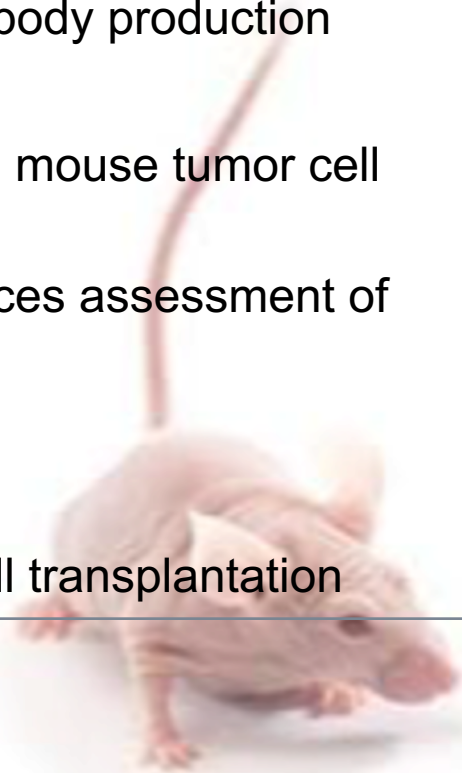 body production
mouse tumor cell
ces assessment of
ll transplantation